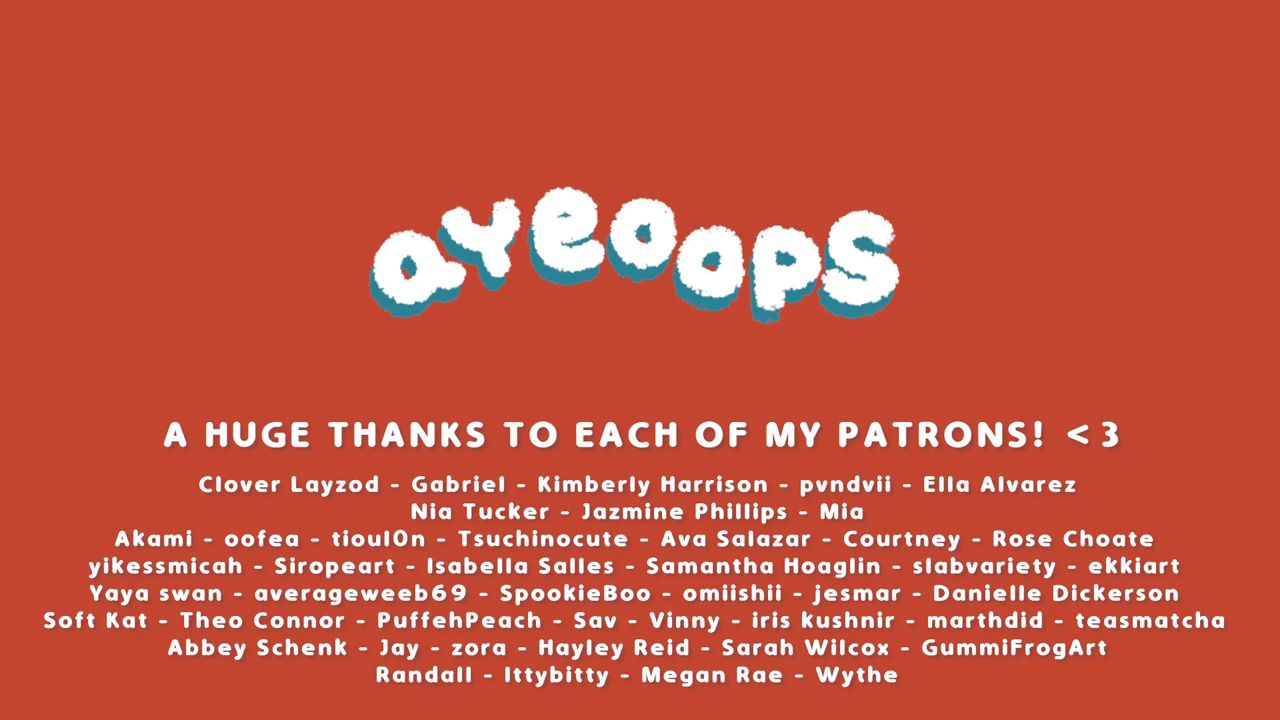 ayeoops
A HUGE THANKS TO EACH OF MY PATRONS! <3
Clover Layzod - Gabriel - Kimberly Harrison - pvndvii - Ella Alvarez
Nia Tucker - Jazmine Phillips - Mia
Akami - oofea - tioul0n - Tsuchinocute - Ava Salazar - Courtney - Rose Choate
yikessmicah - Siropeart - Isabella Salles - Samantha Hoaglin - slabvariety - ekkiart
Yaya swan - averageweeb69 - SpookieBoo - omiishii - jesmar - Danielle Dickerson
Soft Kat - Theo Connor - PuffehPeach - Sav - Vinny - iris kushnir - marthdid - teasmatcha
Abbey Schenk - Jay - zora - Hayley Reid - Sarah Wilcox - GummiFrogArt
Randall - Ittybitty - Megan Rae - Wythe